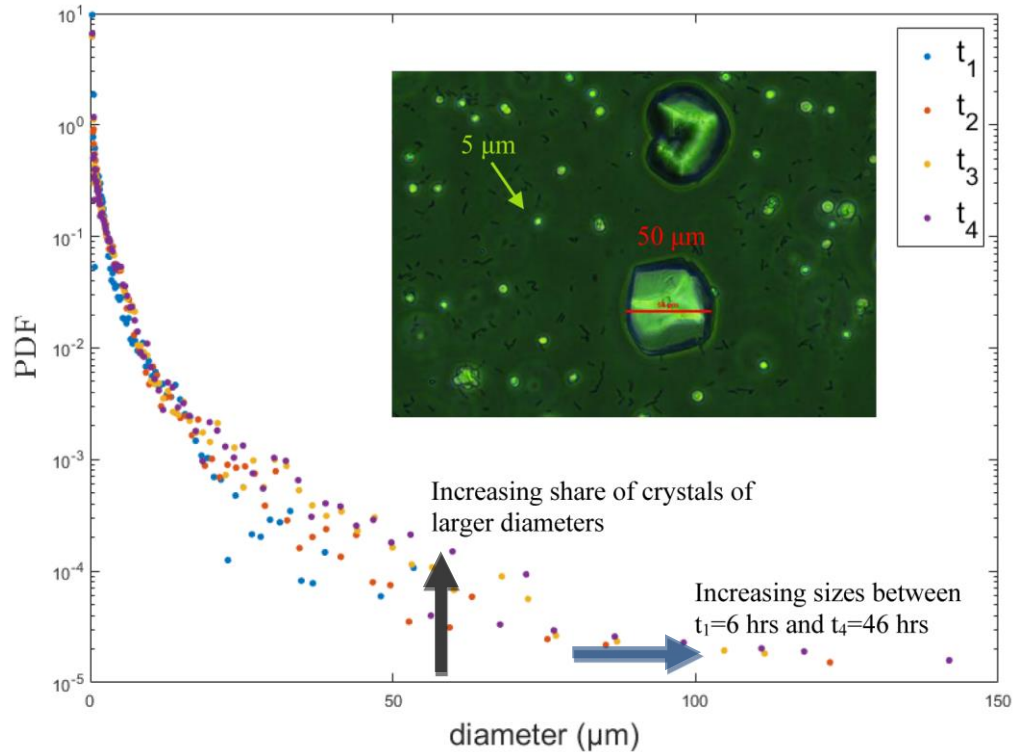 10¹
10⁰
10⁻¹
10⁻²
10⁻³
10⁻⁴
10⁻⁵
PDF
t₁
t₂
t₃
t₄
5 μm
50 μm
Increasing share of crystals of
larger diameters
Increasing sizes between
t₁=6 hrs and t₄=46 hrs
0
50
100
150
diameter (μm)